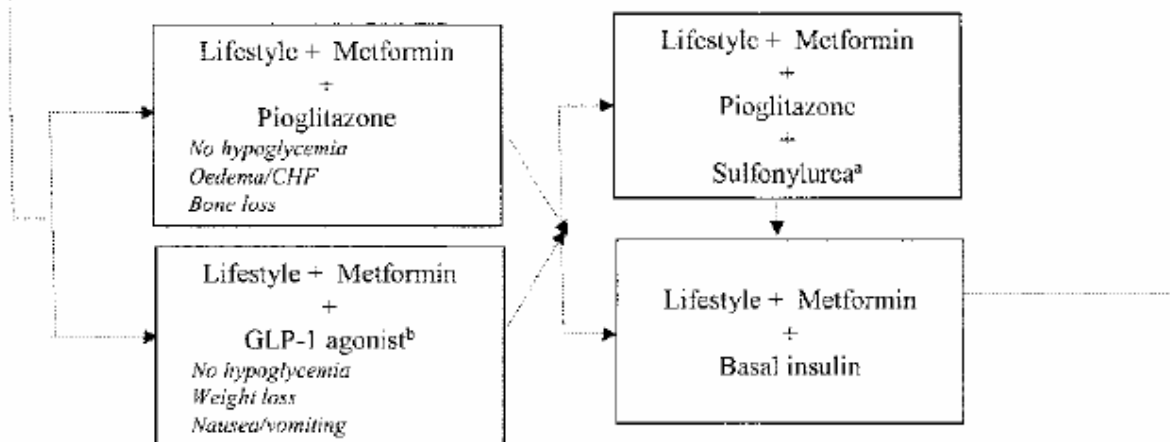 Lifestyle + Metformin
+
Pioglitazone
No hypoglycemia
Oedema/CHF
Bone loss
Lifestyle + Metformin
+
GLP-1 agonistᵇ
No hypoglycemia
Weight loss
Nausea/vomiting
Lifestyle + Metformin
+
Pioglitazone
+
Sulfonylureaᵃ
Lifestyle + Metformin
+
Basal insulin